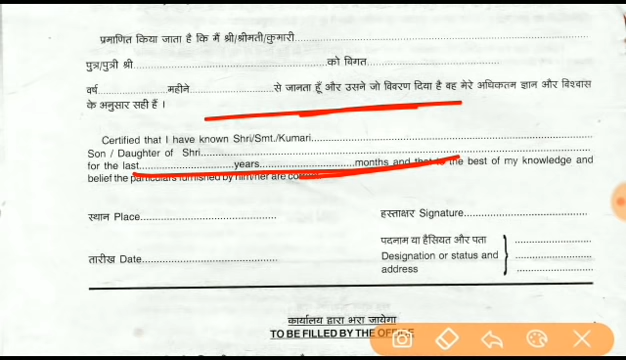 प्रमाणित किया जाता है कि मैं श्री/श्रीमती/कुमारी
पुत्र/पुत्री श्री को विगत
वर्ष महीने से जानता हूँ और उसने जो विवरण दिया है वह मेरे अधिकतम ज्ञान और विश्वास
के अनुसार सही हैं ।
Certified that I have known Shri/Smt./Kumari
Son / Daughter of Shri
for the last years months and that to the best of my knowledge and
belief the particulars furnished by him/her are correct
स्थान Place
हस्ताक्षर Signature
तारीख Date
पदनाम या हैसियत और पता
Designation or status and
address
कार्यालय द्वारा भरा जायेगा
TO BE FILLED BY THE OFFICE